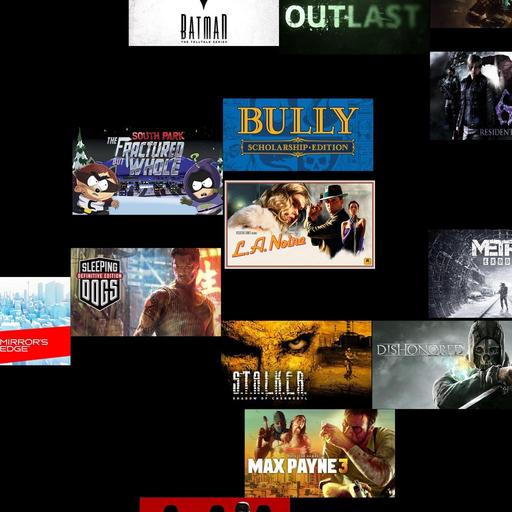 BATMAN
THE TELLTALE SERIES
OUTLAST
RESIDENT
BULLY
SCHOLARSHIP·EDITION
SOUTH PARK
THE FRACTURED
BUT WHOLE
L.A. Noire
METR
EXODU
SLEEPING
DEFINITIVE EDITION
DOGS
MIRROR'S
EDGE
S.T.A.L.K.E.R.
SHADOW OF CHERNOBYL
DISHONORED
MAX PAYNE 3